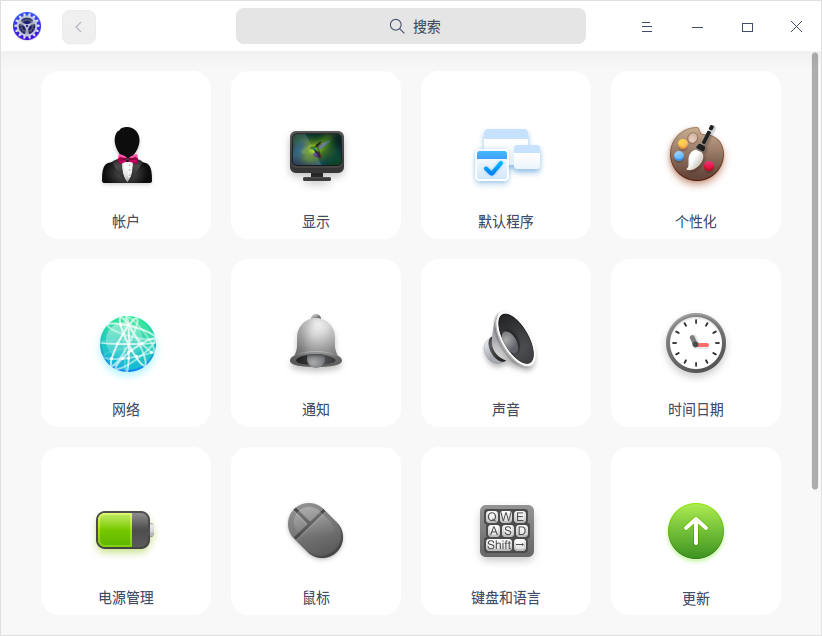 搜索
帐户
显示
默认程序
个性化
网络
通知
声音
时间日期
电源管理
鼠标
Q W E
A S D
Shift →
键盘和语言
更新